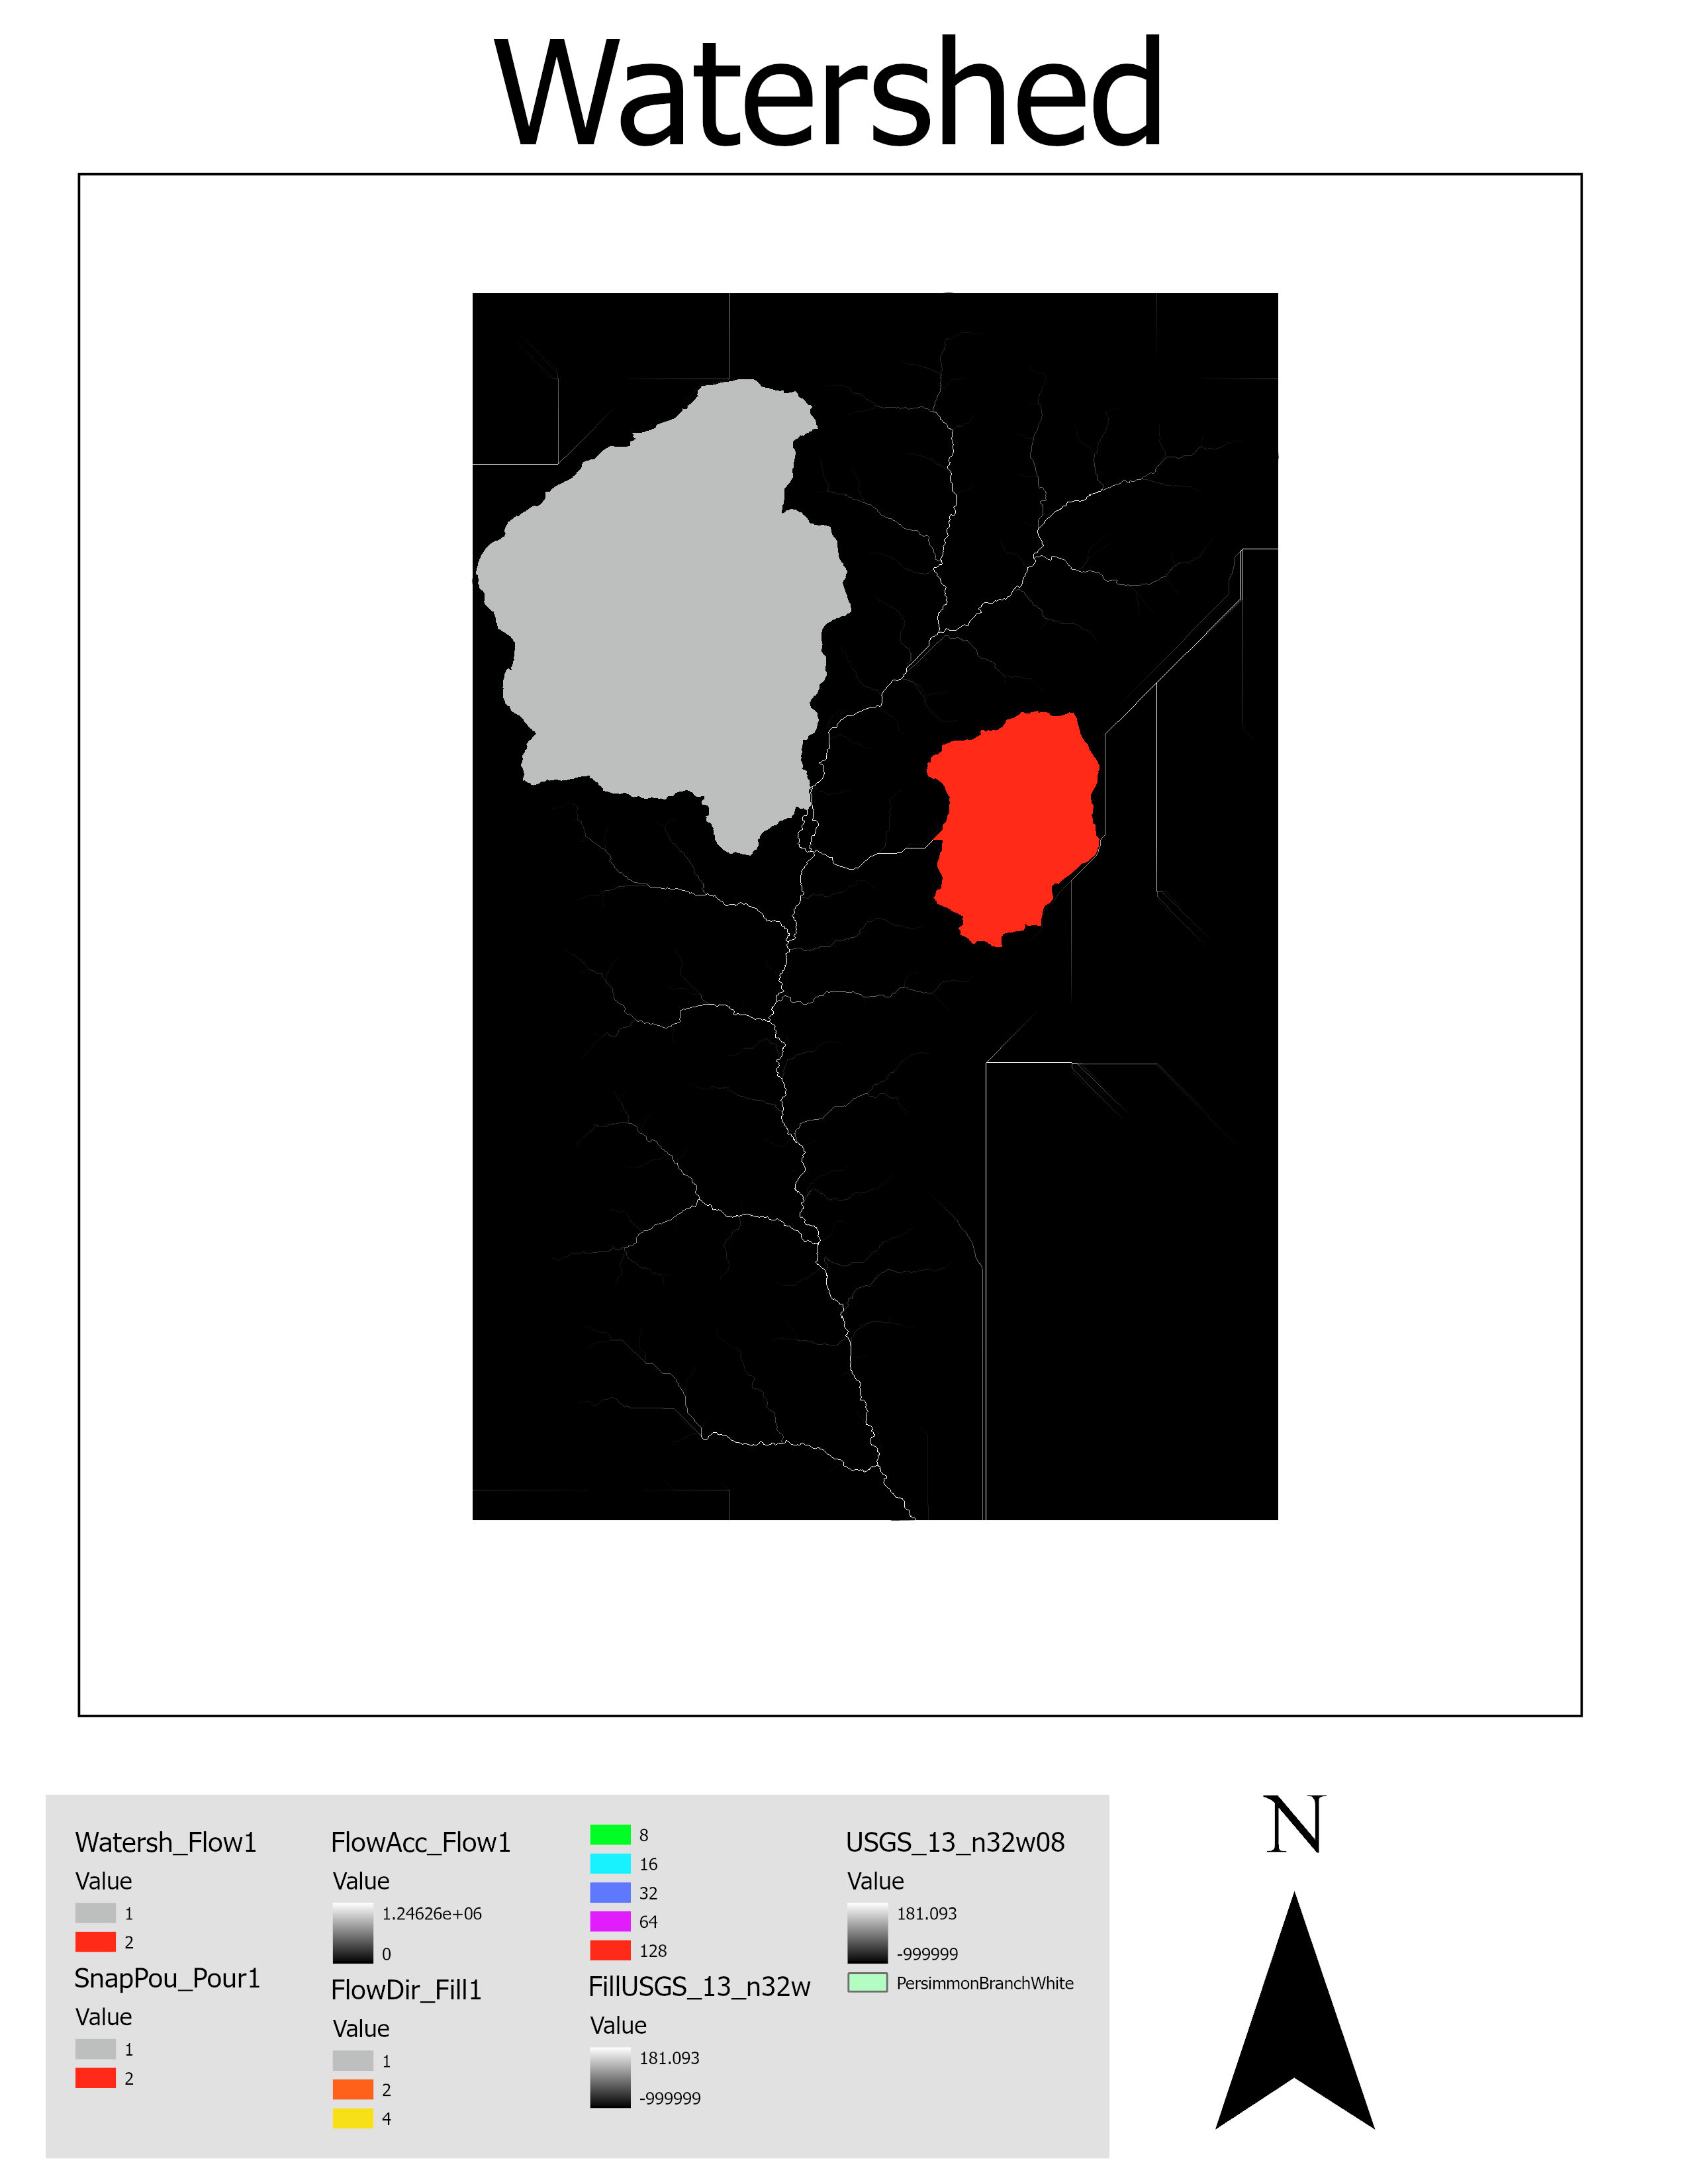 Watershed
Watersh_Flow1
Value
1
2
SnapPou_Pour1
Value
1
2
FlowAcc_Flow1
Value
1.24626e+06
0
FlowDir_Fill1
Value
1
2
4
8
16
32
64
128
FillUSGS_13_n32w
Value
181.093
-999999
USGS_13_n32w08
Value
181.093
-999999
PersimmonBranchWhite
N